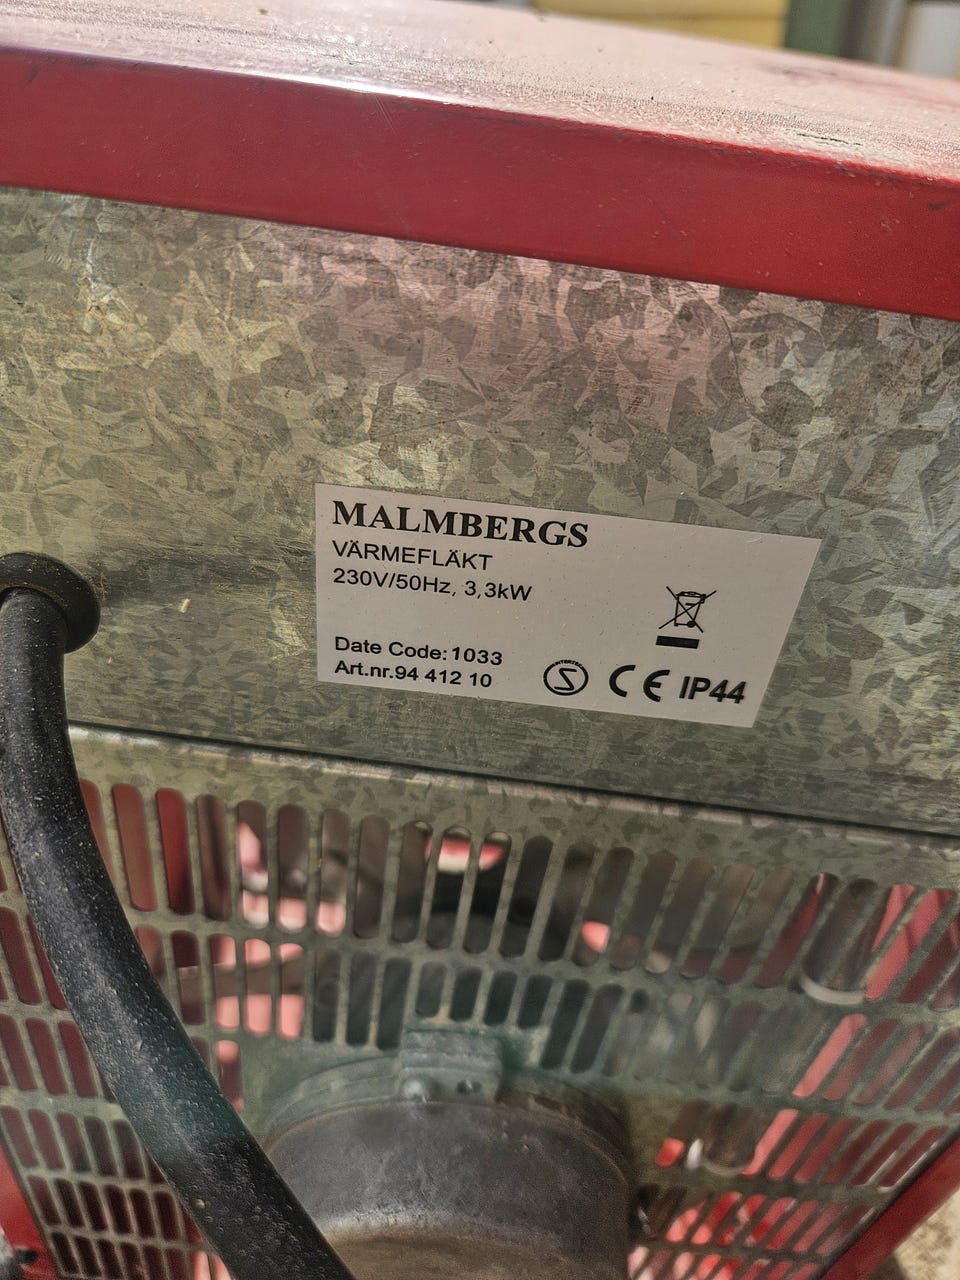 MALMBERGS
VÄRMEFLÄKT
230V/50Hz, 3,3kW
Date Code:1033
Art.nr.94 412 10
S CE IP44